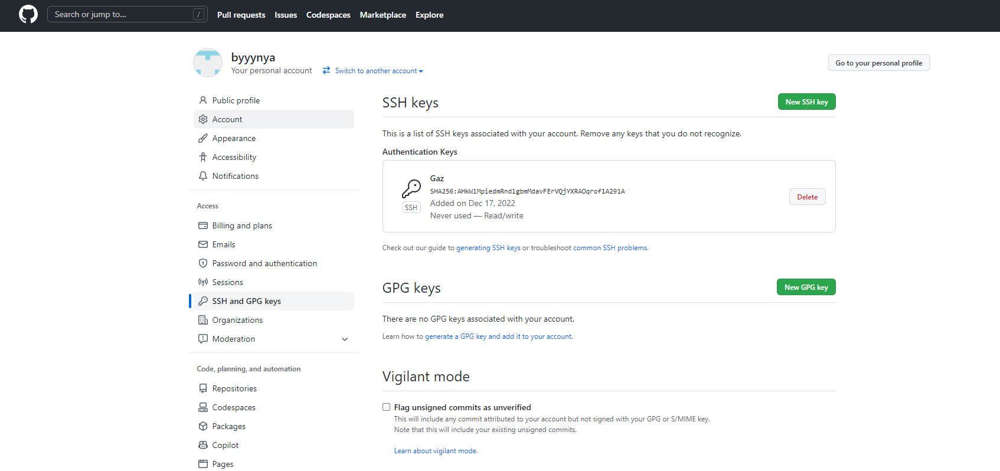 Search or jump to...
/
Pull requests
Issues
Codespaces
Marketplace
Explore
byyynya
Your personal account
Switch to another account
Go to your personal profile
Public profile
Account
Appearance
Accessibility
Notifications
Access
Billing and plans
Emails
Password and authentication
Sessions
SSH and GPG keys
Organizations
Moderation
Code, planning, and automation
Repositories
Codespaces
Packages
Copilot
Pages
SSH keys
New SSH key
This is a list of SSH keys associated with your account. Remove any keys that you do not recognize.
Authentication Keys
Gaz
SHA256:AHkWlMpiedmRndlgbmMdavFErVQjYXRAOqrof1A291A
SSH
Added on Dec 17, 2022
Never used — Read/write
Delete
Check out our guide to generating SSH keys or troubleshoot common SSH problems.
GPG keys
New GPG key
There are no GPG keys associated with your account.
Learn how to generate a GPG key and add it to your account.
Vigilant mode
Flag unsigned commits as unverified
This will include any commit attributed to your account but not signed with your GPG or S/MIME key.
Note that this will include your existing unsigned commits.
Learn about vigilant mode.